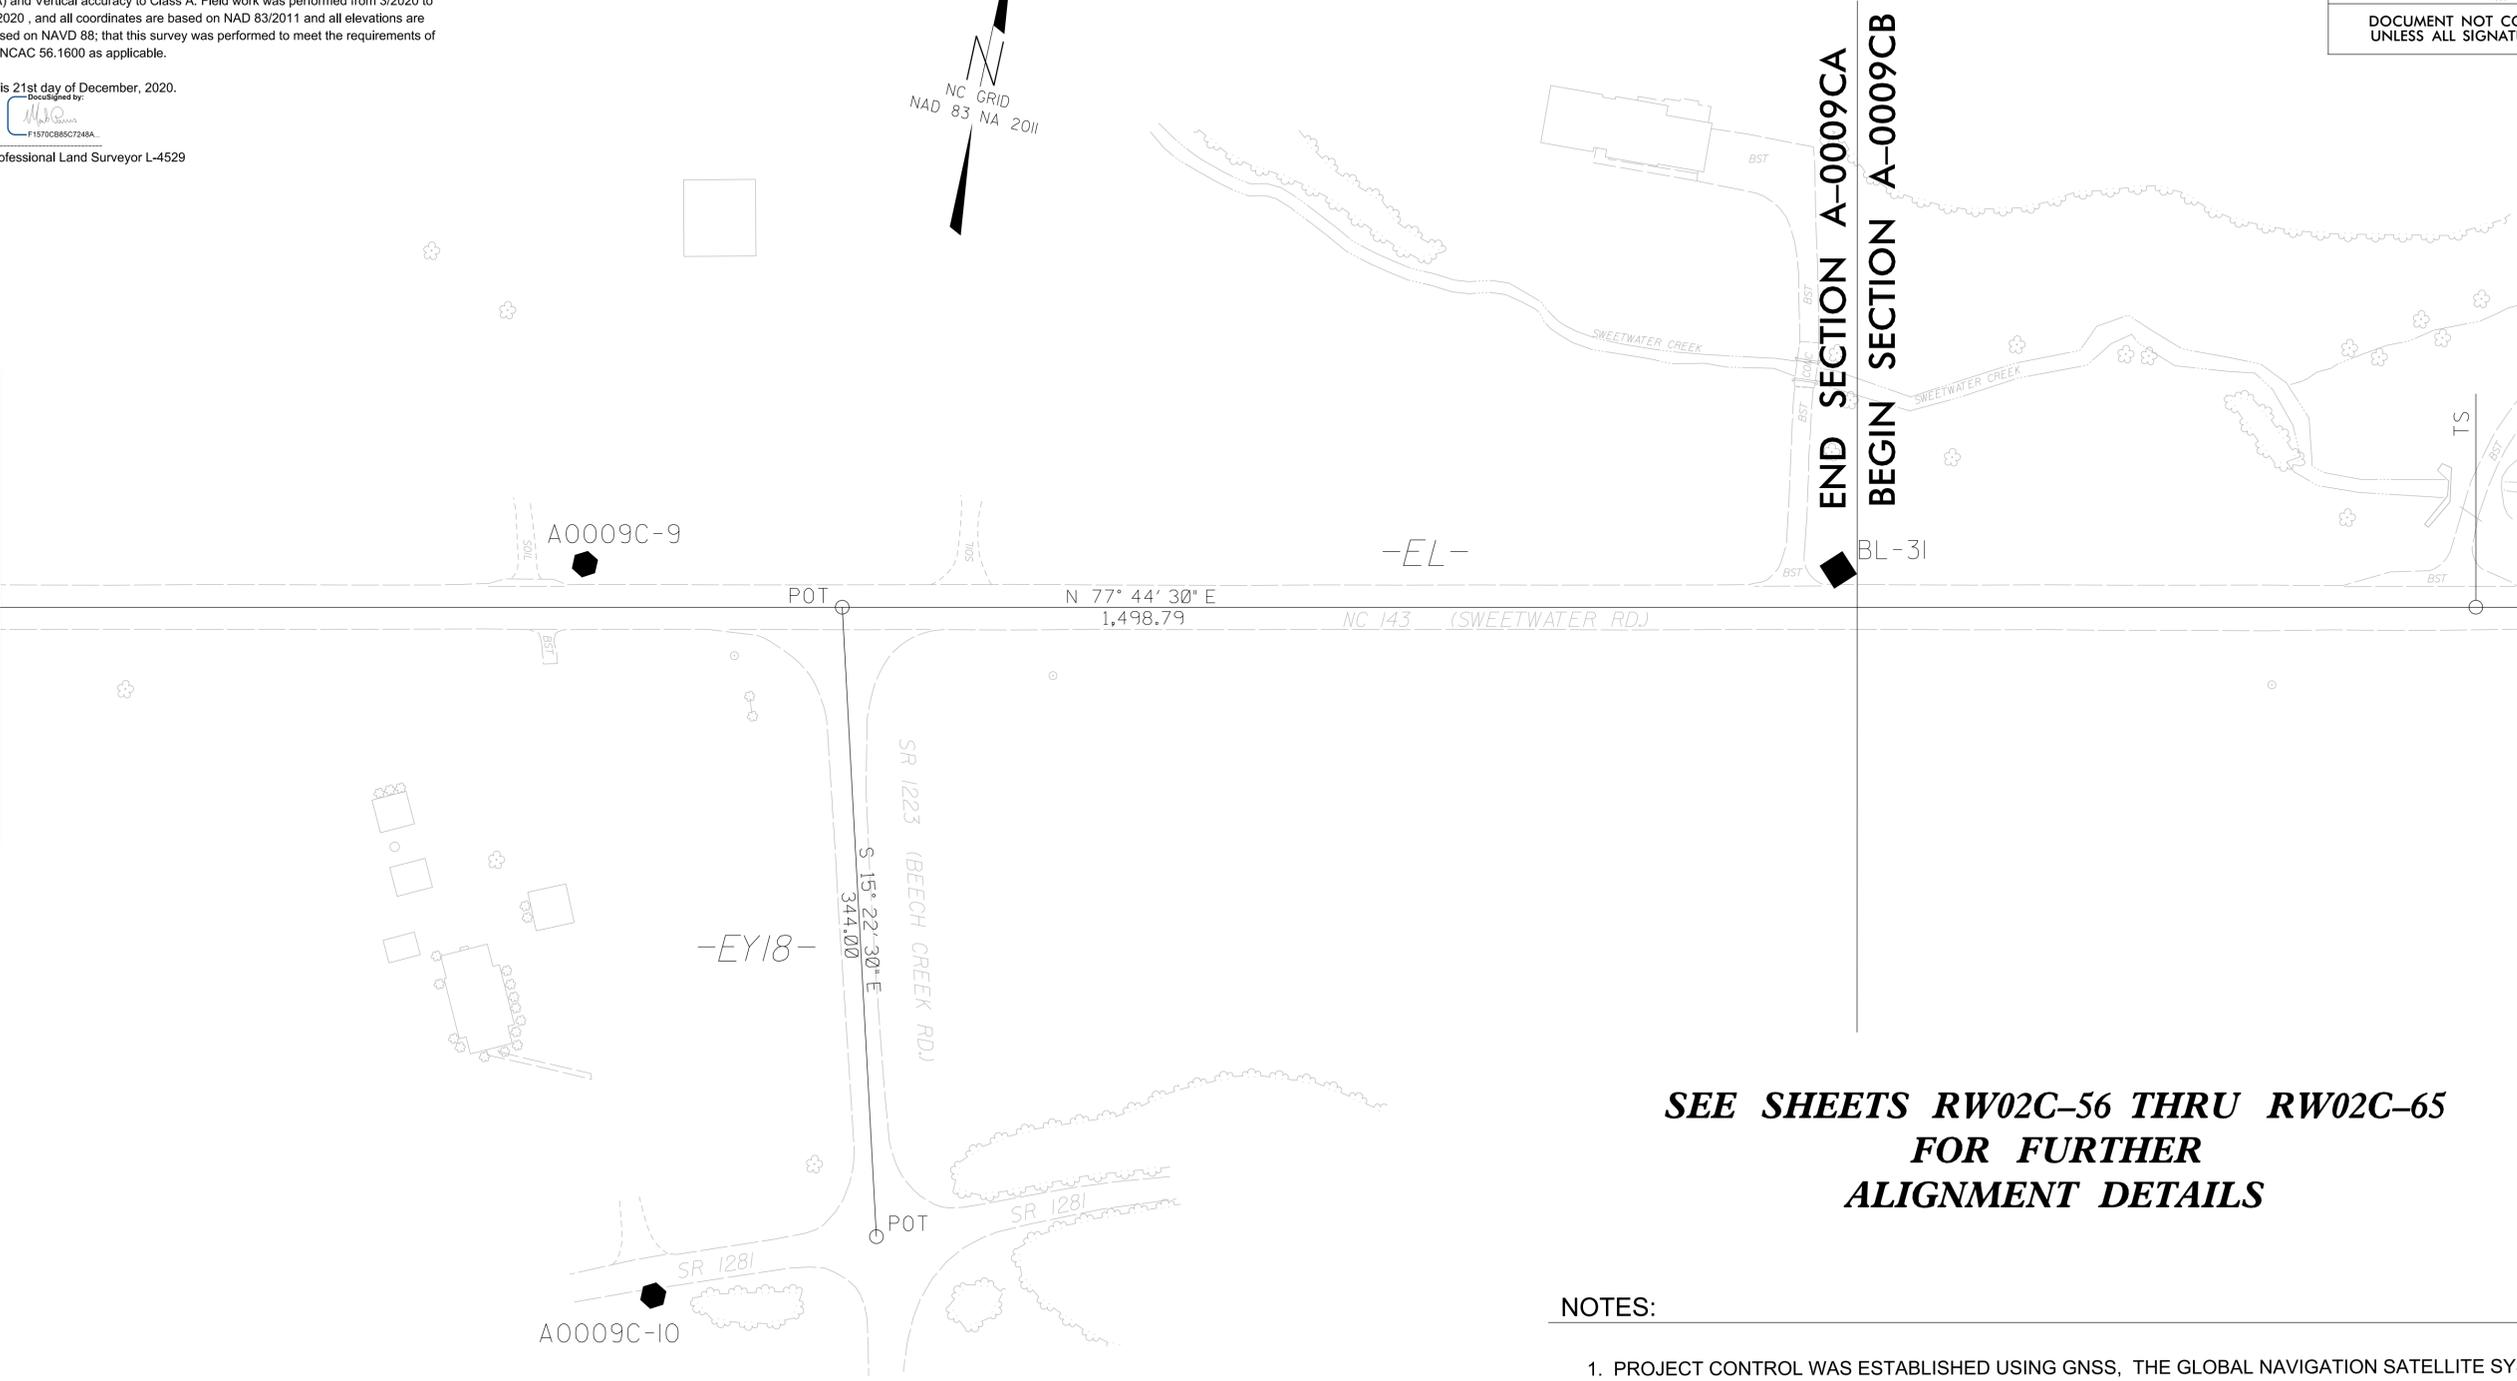 ) and Vertical accuracy to Class A. Field work was performed from 3/2020 to
2020 , and all coordinates are based on NAD 83/2011 and all elevations are
sed on NAVD 88; that this survey was performed to meet the requirements of
NCAC 56.1600 as applicable.
is 21st day of December, 2020.
DocuSigned by:
F1570CB85C7248A...
ofessional Land Surveyor L-4529
NC GRID
NAD 83 NA 2011
DOCUMENT NOT CO
UNLESS ALL SIGNAT
END SECTION A-0009CA
BEGIN SECTION A-0009CB
BST
BST
SWEETWATER CREEK
CONC
BST
SWEETWATER CREEK
TS
BST
SOIL
A0009C-9
SOIL
-EL-
BL-31
BST
BST
POT
N 77° 44' 30" E
1,498.79
NC 143 (SWEETWATER RD.)
BST
SR 1223 (BEECH CREEK RD.)
S 15° 22' 30" E
344.00
-EY18-
SEE SHEETS RW02C-56 THRU RW02C-65
FOR FURTHER
ALIGNMENT DETAILS
SR 1281
POT
SR 1281
A0009C-10
NOTES:
1. PROJECT CONTROL WAS ESTABLISHED USING GNSS, THE GLOBAL NAVIGATION SATELLITE SY